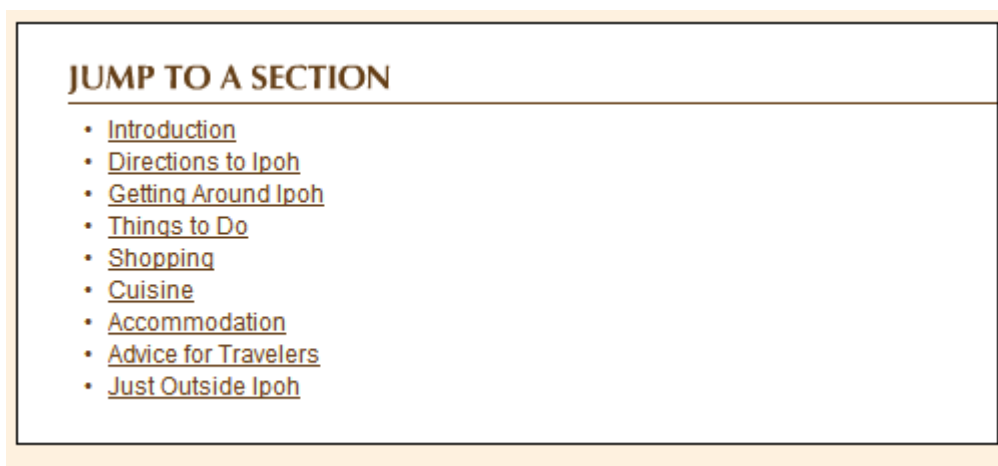 JUMP TO A SECTION
• Introduction
• Directions to Ipoh
• Getting Around Ipoh
• Things to Do
• Shopping
• Cuisine
• Accommodation
• Advice for Travelers
• Just Outside Ipoh